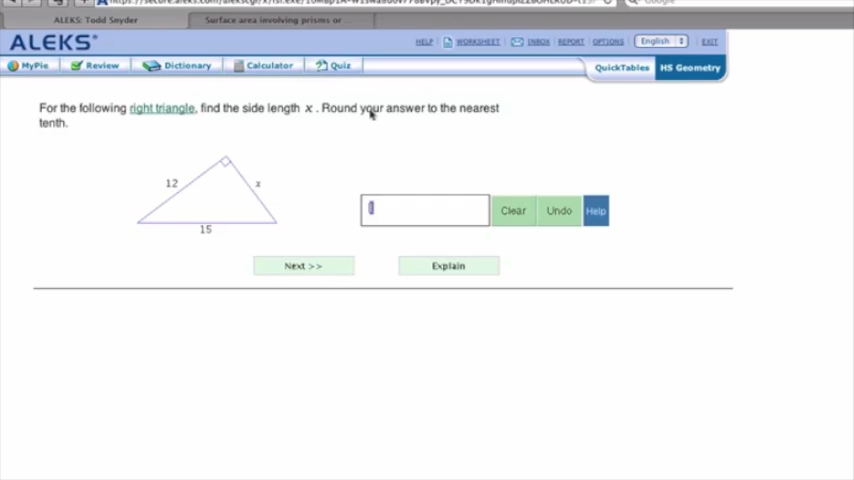 ALEKS: Todd Snyder
Surface area involving prisms or ...
Google
ALEKS®
HELP WORKSHEET INBOX REPORT OPTIONS English EXIT
MyPie Review Dictionary Calculator Quiz
QuickTables HS Geometry
For the following right triangle, find the side length x . Round your answer to the nearest
tenth.
12
x
15
Clear Undo Help
Next >> Explain